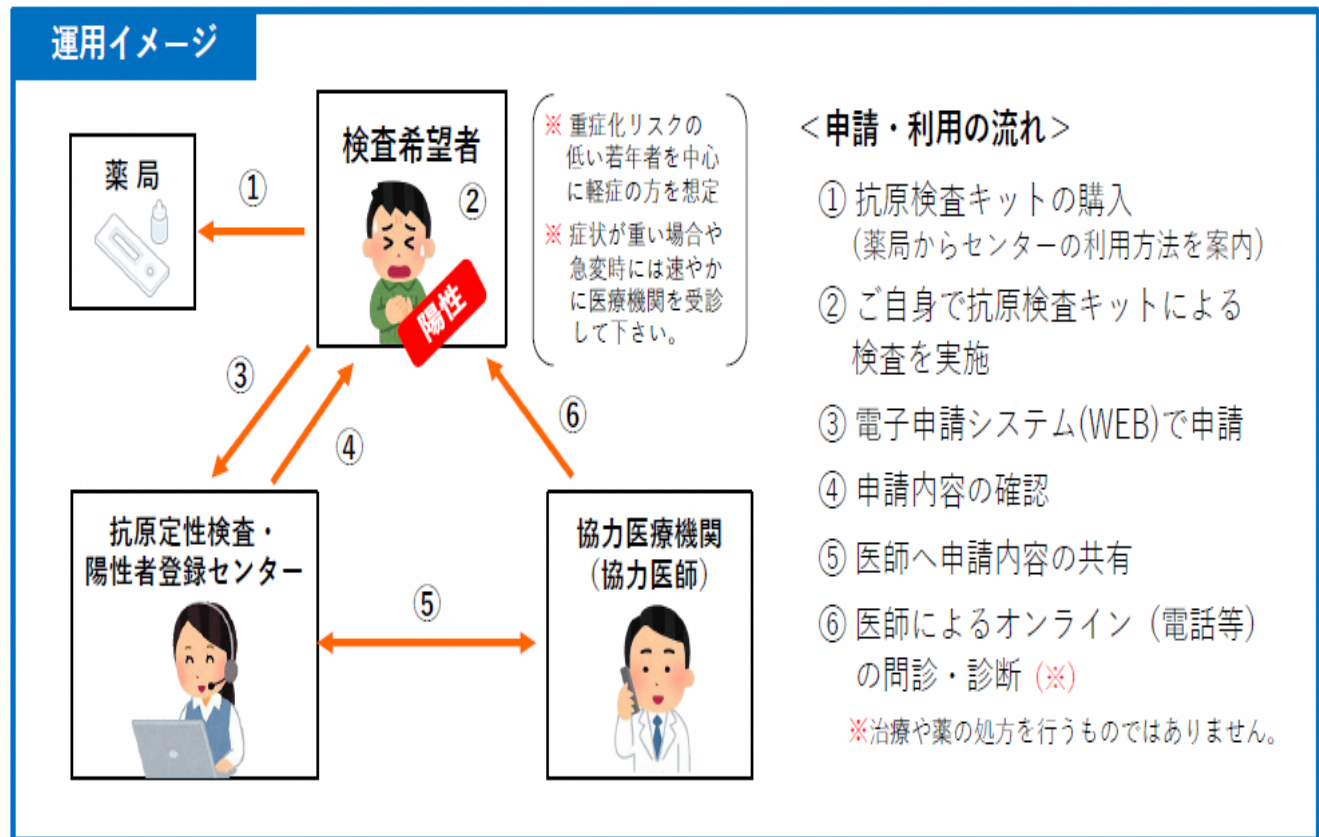 運用イメージ
薬局
①
検査希望者
②
陽性
※ 重症化リスクの
低い若年者を中心
に軽症の方を想定
※ 症状が重い場合や
急変時には速やか
に医療機関を受診
して下さい。
③
④
⑥
抗原定性検査・
陽性者登録センター
⑤
協力医療機関
(協力医師)
＜申請・利用の流れ＞
① 抗原検査キットの購入
(薬局からセンターの利用方法を案内)
② ご自身で抗原検査キットによる
検査を実施
③ 電子申請システム(WEB)で申請
④ 申請内容の確認
⑤ 医師へ申請内容の共有
⑥ 医師によるオンライン（電話等）
の問診・診断 (※)
※治療や薬の処方を行うものではありません。